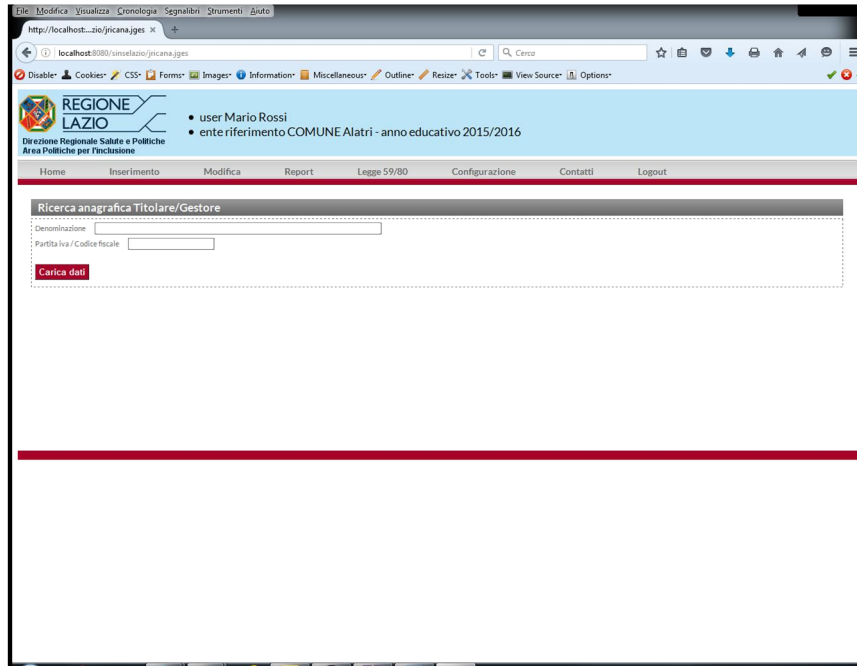 File Modifica Visualizza Cronologia Segnalibri Strumenti Aiuto
http://localhost:...zio/jricana.jges × +
localhost:8080/sinselazio/jricana.jges Cerca
Disable Cookies CSS Forms Images Information Miscellaneous Outline Resize Tools View Source Options
REGIONE
LAZIO
Direzione Regionale Salute e Politiche
Area Politiche per l'inclusione
• user Mario Rossi
• ente riferimento COMUNE Alatri - anno educativo 2015/2016
Home Inserimento Modifica Report Legge 59/80 Configurazione Contatti Logout
Ricerca anagrafica Titolare/Gestore
Denominazione
Partita iva / Codice fiscale
Carica dati